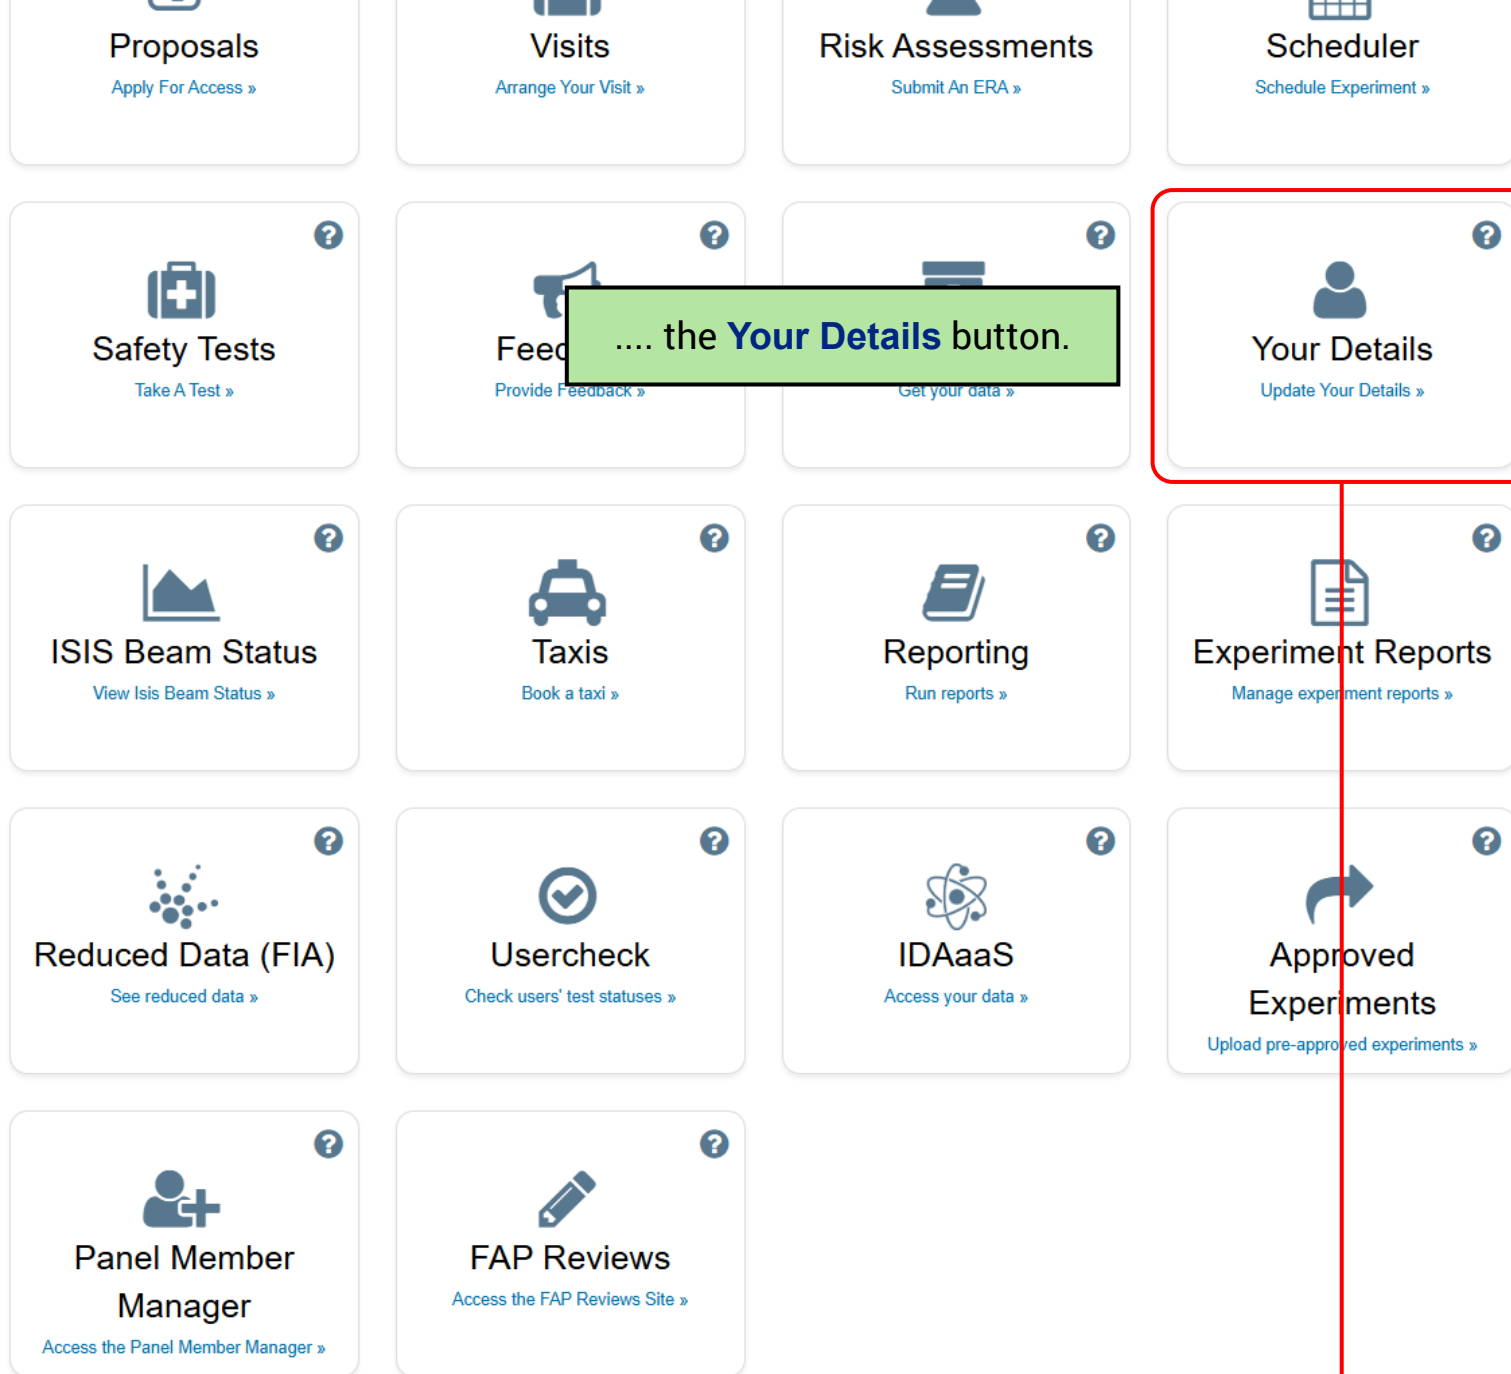 Proposals
Apply For Access »
Visits
Arrange Your Visit »
Risk Assessments
Submit An ERA »
Scheduler
Schedule Experiment »
Safety Tests
Take A Test »
Feed
Provide Feedback »
.... the Your Details button.
Get your data »
Your Details
Update Your Details »
ISIS Beam Status
View Isis Beam Status »
Taxis
Book a taxi »
Reporting
Run reports »
Experiment Reports
Manage experiment reports »
Reduced Data (FIA)
See reduced data »
Usercheck
Check users' test statuses »
IDAaaS
Access your data »
Approved
Experiments
Upload pre-approved experiments »
Panel Member
Manager
Access the Panel Member Manager »
FAP Reviews
Access the FAP Reviews Site »